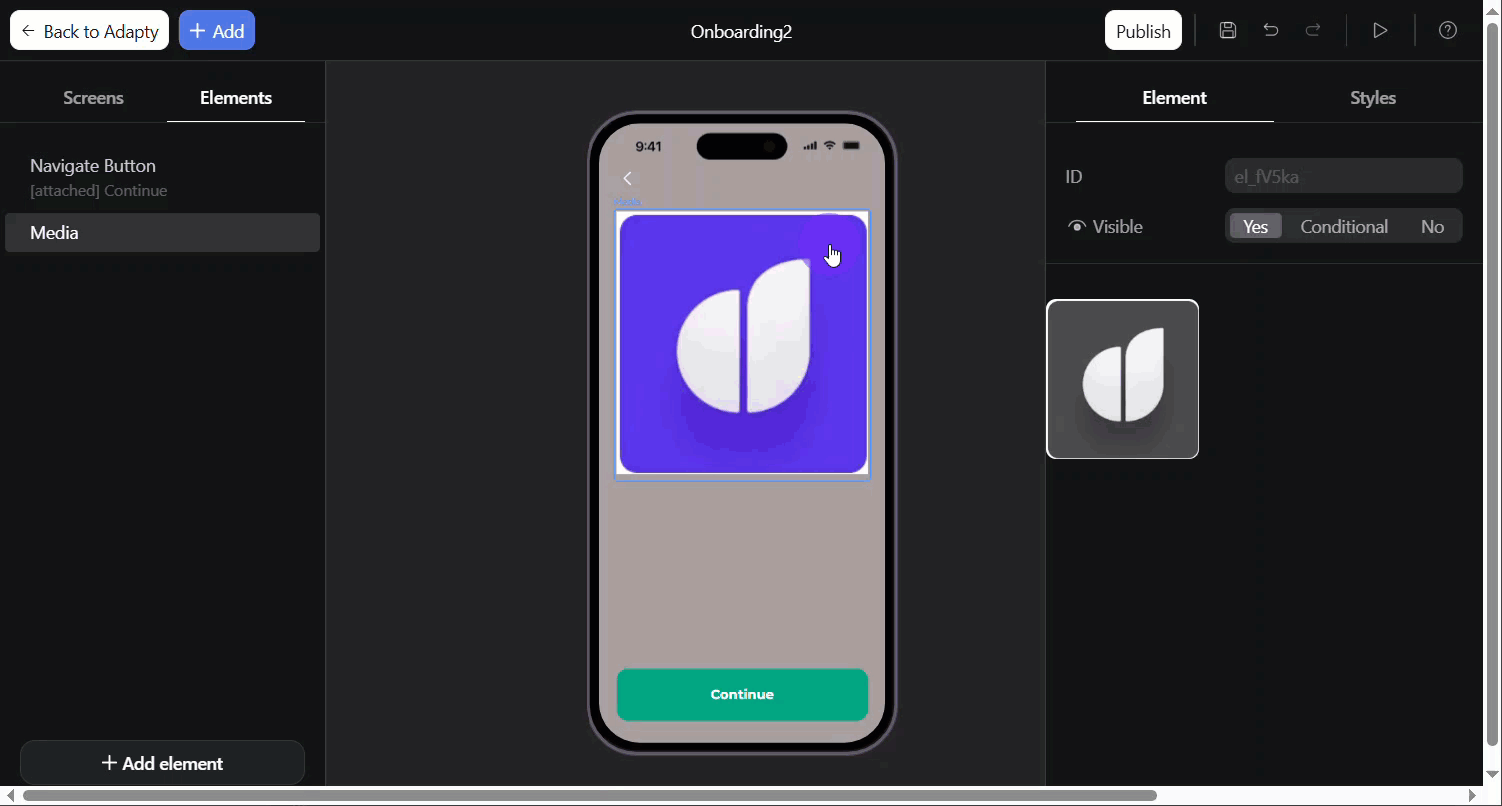 Back to Adapty
Add
Onboarding2
Publish
Screens
Elements
Element
Styles
Navigate Button
[attached] Continue
Media
9:41
ID
el_fV5ka
Visible
Yes
Conditional
No
Continue
Add element